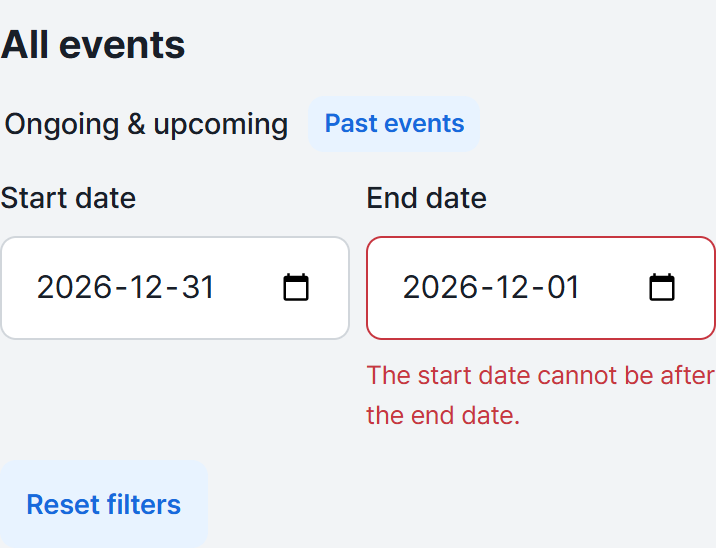 All events
Ongoing & upcoming Past events
Start date End date
2026-12-31 2026-12-01
The start date cannot be after
the end date.
Reset filters